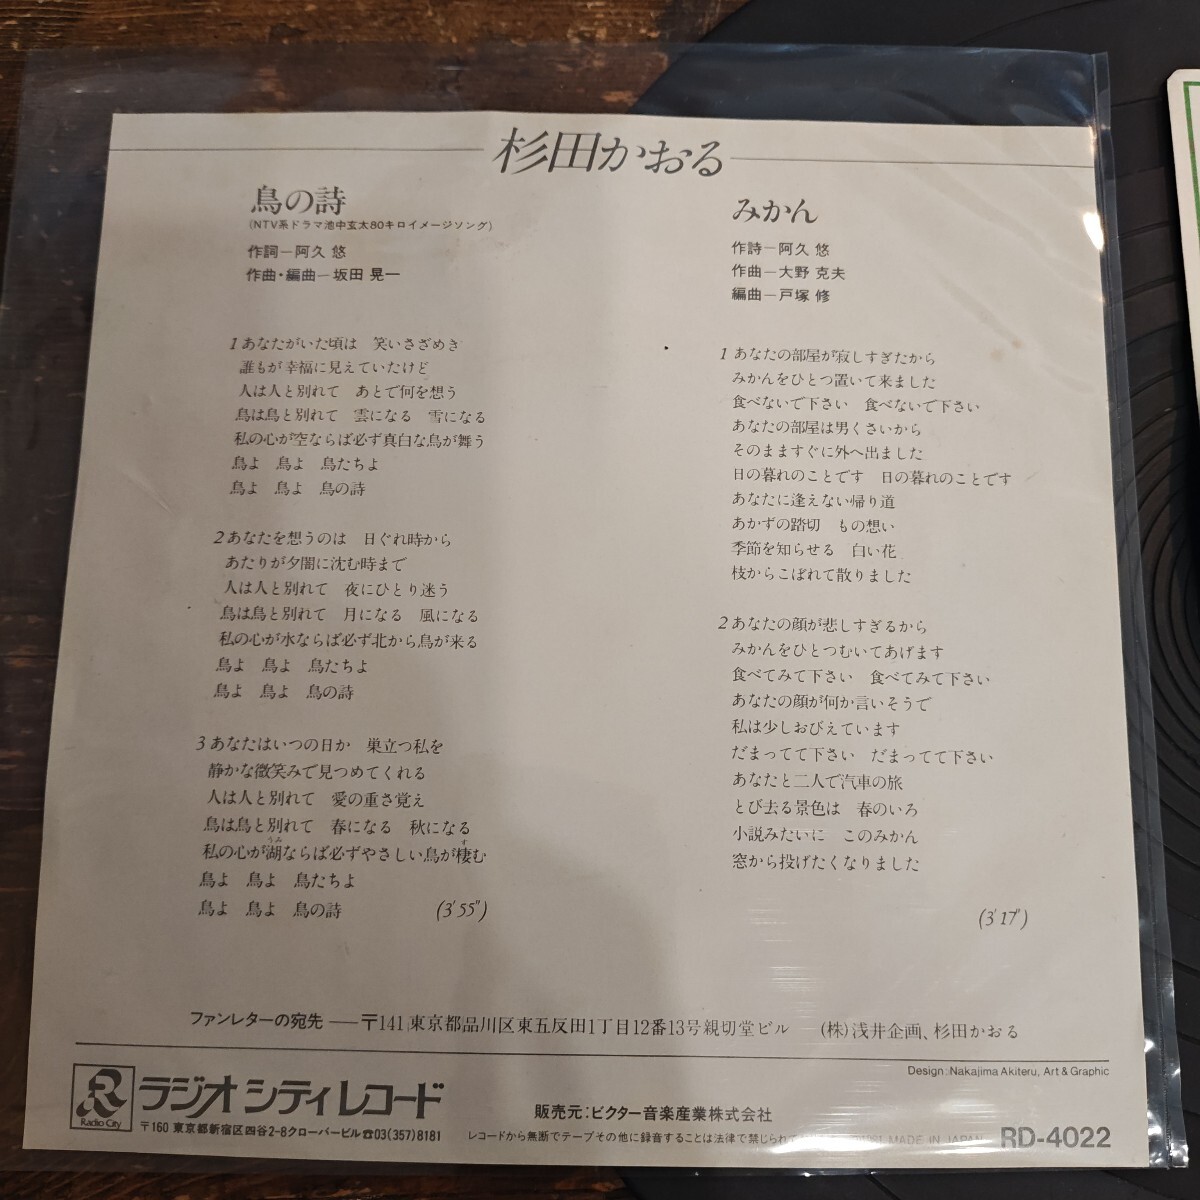 杉田かおる
鳥の詩
(NTV系ドラマ池中玄太80キロイメージソング)
作詞―阿久 悠
作曲・編曲―坂田 晃一
1 あなたがいた頃は　笑いさざめき
誰もが幸福に見えていたけど
人は人と別れて　あとで何を想う
鳥は鳥と別れて　雲になる　雪になる
私の心が空ならば必ず真白な鳥が舞う
鳥よ　鳥よ　鳥たちよ
鳥よ　鳥よ　鳥の詩
2 あなたを想うのは　日ぐれ時から
あたりが夕闇に沈む時まで
人は人と別れて　夜にひとり迷う
鳥は鳥と別れて　月になる　風になる
私の心が水ならば必ず北から鳥が来る
鳥よ　鳥よ　鳥たちよ
鳥よ　鳥よ　鳥の詩
3 あなたはいつの日か　巣立つ私を
静かな微笑みで見つめてくれる
人は人と別れて　愛の重さ覚え
鳥は鳥と別れて　春になる　秋になる
うみ　す
私の心が湖ならば必ずやさしい鳥が棲む
鳥よ　鳥よ　鳥たちよ
鳥よ　鳥よ　鳥の詩　(3′55″)
みかん
作詩―阿久 悠
作曲―大野 克夫
編曲―戸塚 修
1 あなたの部屋が寂しすぎたから
みかんをひとつ置いて来ました
食べないで下さい　食べないで下さい
あなたの部屋は男くさいから
そのまますぐに外へ出ました
日の暮れのことです　日の暮れのことです
あなたに逢えない帰り道
あかずの踏切　もの想い
季節を知らせる　白い花
枝からこぼれて散りました
2 あなたの顔が悲しすぎるから
みかんをひとつむいてあげます
食べてみて下さい　食べてみて下さい
あなたの顔が何か言いそうで
私は少しおびえています
だまってて下さい　だまってて下さい
あなたと二人で汽車の旅
とび去る景色は　春のいろ
小説みたいに　このみかん
窓から投げたくなりました
(3′17″)
ファンレターの宛先――〒141 東京都品川区東五反田1丁目12番13号親切堂ビル　(株)浅井企画、杉田かおる
Design:Nakajima Akiteru, Art & Graphic
R
Radio City
ラジオ シティ レコード
〒160 東京都新宿区四谷2-8クローバービル☎03(357)8181
販売元:ビクター音楽産業株式会社
レコードから無断でテープその他に録音することは法律で禁じられて
MADE IN JAPAN
RD-4022